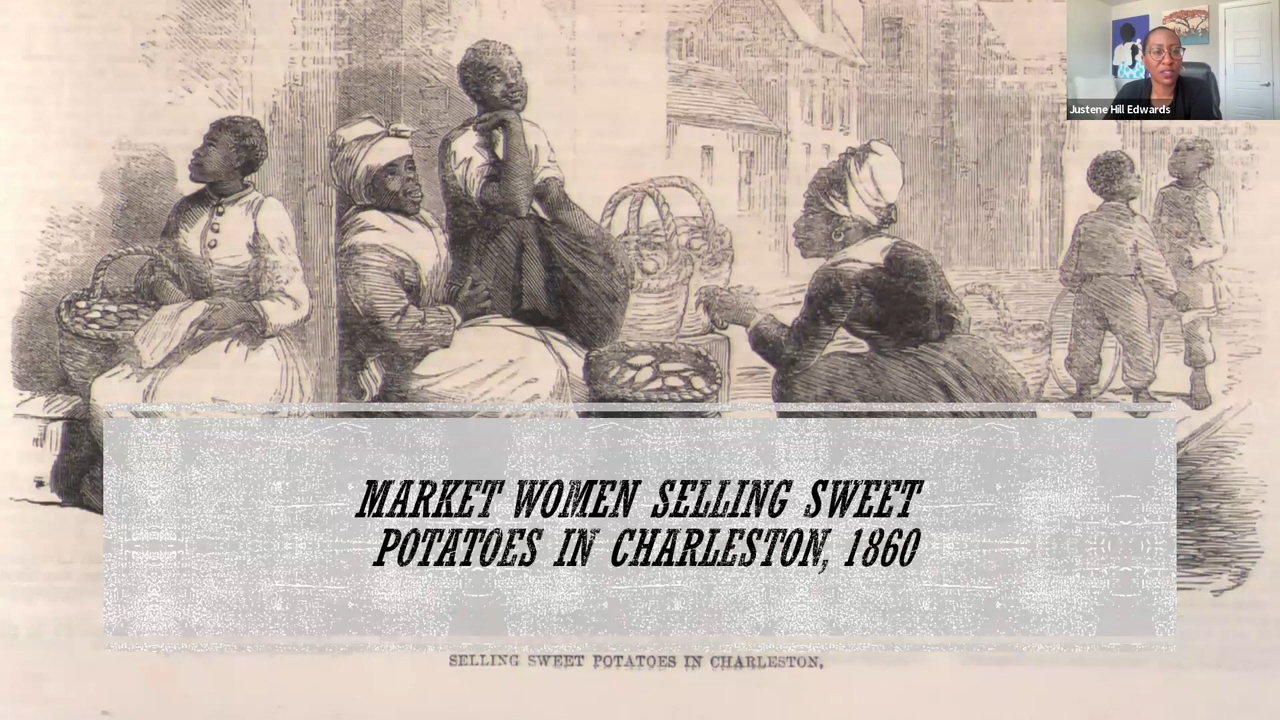 Justene Hill Edwards
MARKET WOMEN SELLING SWEET
POTATOES IN CHARLESTON, 1860
SELLING SWEET POTATOES IN CHARLESTON.